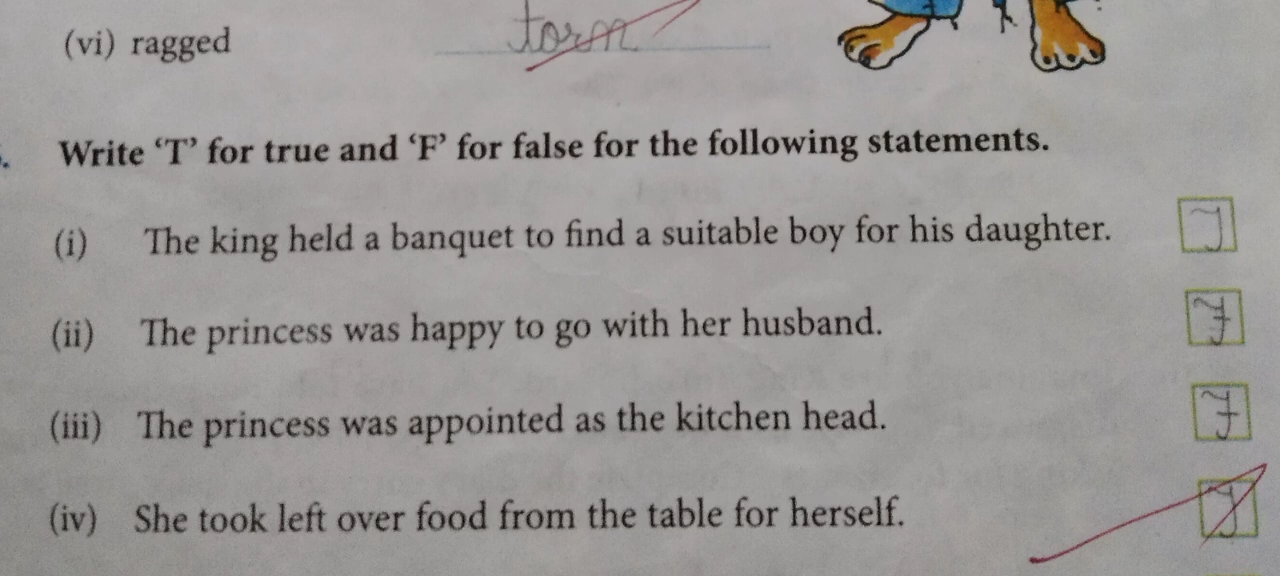 (vi) ragged torn
Write ‘T’ for true and ‘F’ for false for the following statements.
(i) The king held a banquet to find a suitable boy for his daughter. T
(ii) The princess was happy to go with her husband. F
(iii) The princess was appointed as the kitchen head. F
(iv) She took left over food from the table for herself. T